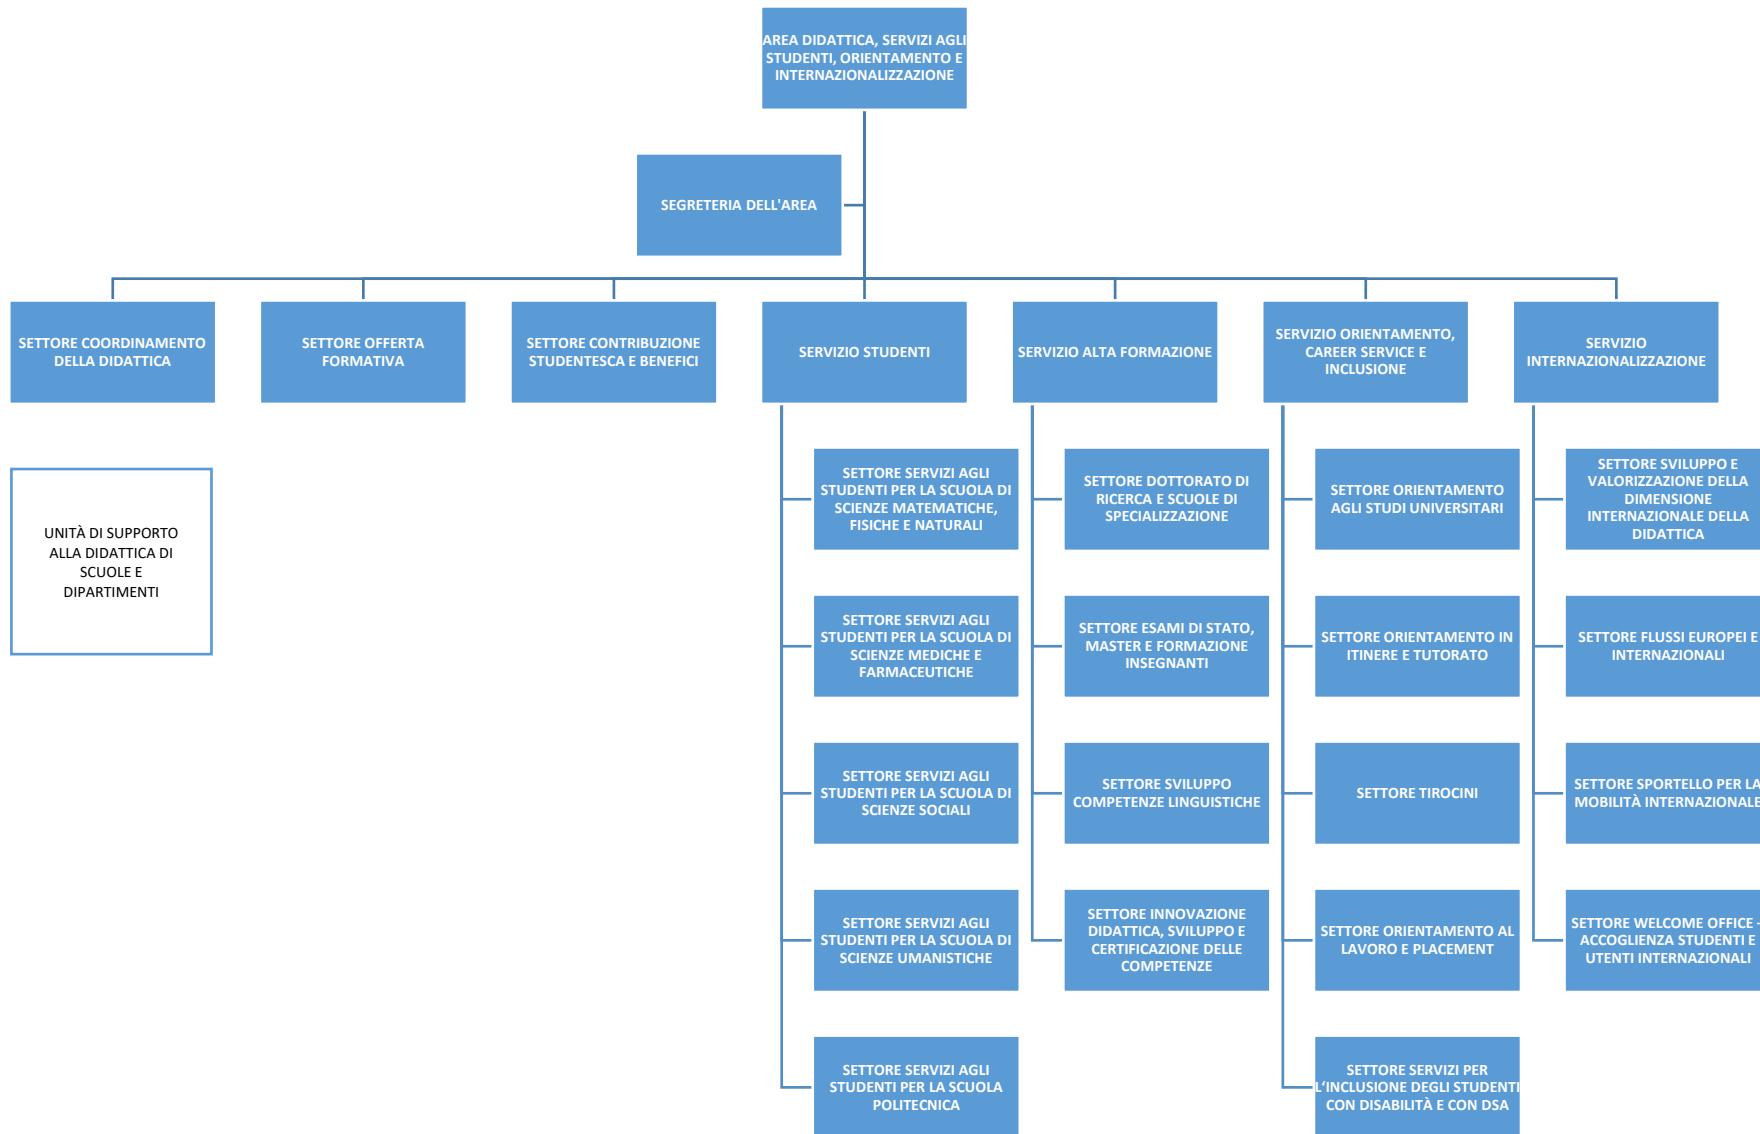 AREA DIDATTICA, SERVIZI AGLI
STUDENTI, ORIENTAMENTO E
INTERNAZIONALIZZAZIONE
SEGRETERIA DELL'AREA
SETTORE COORDINAMENTO
DELLA DIDATTICA
SETTORE OFFERTA
FORMATIVA
SETTORE CONTRIBUZIONE
STUDENTESCA E BENEFICI
SERVIZIO STUDENTI
SERVIZIO ALTA FORMAZIONE
SERVIZIO ORIENTAMENTO,
CAREER SERVICE E
INCLUSIONE
SERVIZIO
INTERNAZIONALIZZAZIONE
UNITÀ DI SUPPORTO
ALLA DIDATTICA DI
SCUOLE E
DIPARTIMENTI
SETTORE SERVIZI AGLI
STUDENTI PER LA SCUOLA DI
SCIENZE MATEMATICHE,
FISICHE E NATURALI
SETTORE DOTTORATO DI
RICERCA E SCUOLE DI
SPECIALIZZAZIONE
SETTORE ORIENTAMENTO
AGLI STUDI UNIVERSITARI
SETTORE SVILUPPO E
VALORIZZAZIONE DELLA
DIMENSIONE
INTERNAZIONALE DELLA
DIDATTICA
SETTORE SERVIZI AGLI
STUDENTI PER LA SCUOLA DI
SCIENZE MEDICHE E
FARMACEUTICHE
SETTORE ESAMI DI STATO,
MASTER E FORMAZIONE
INSEGNANTI
SETTORE ORIENTAMENTO IN
ITINERE E TUTORATO
SETTORE FLUSSI EUROPEI E
INTERNAZIONALI
SETTORE SERVIZI AGLI
STUDENTI PER LA SCUOLA DI
SCIENZE SOCIALI
SETTORE SVILUPPO
COMPETENZE LINGUISTICHE
SETTORE TIROCINI
SETTORE SPORTELLO PER LA
MOBILITÀ INTERNAZIONALE
SETTORE SERVIZI AGLI
STUDENTI PER LA SCUOLA DI
SCIENZE UMANISTICHE
SETTORE INNOVAZIONE
DIDATTICA, SVILUPPO E
CERTIFICAZIONE DELLE
COMPETENZE
SETTORE ORIENTAMENTO AL
LAVORO E PLACEMENT
SETTORE WELCOME OFFICE -
ACCOGLIENZA STUDENTI E
UTENTI INTERNAZIONALI
SETTORE SERVIZI AGLI
STUDENTI PER LA SCUOLA
POLITECNICA
SETTORE SERVIZI PER
L'INCLUSIONE DEGLI STUDENTI
CON DISABILITÀ E CON DSA